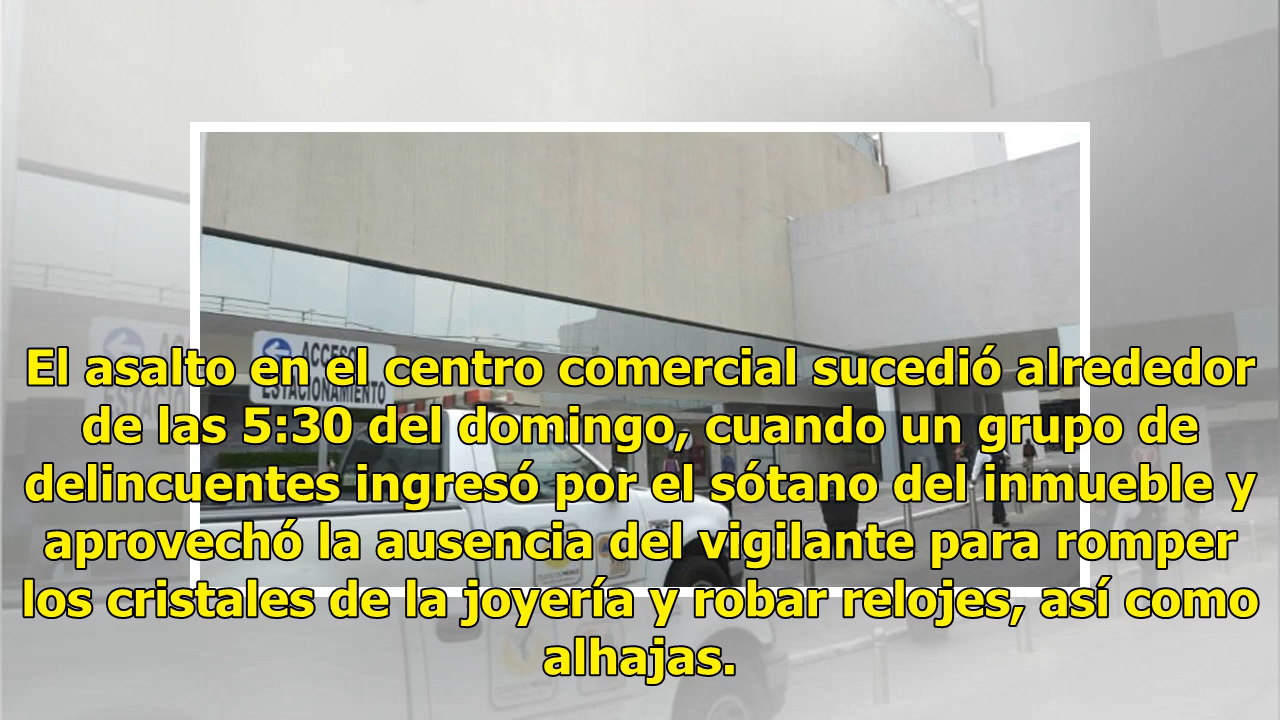 ACCESO
ESTACIONAMIENTO
El asalto en el centro comercial sucedió alrededor
de las 5:30 del domingo, cuando un grupo de
delincuentes ingresó por el sótano del inmueble y
aprovechó la ausencia del vigilante para romper
los cristales de la joyería y robar relojes, así como
alhajas.